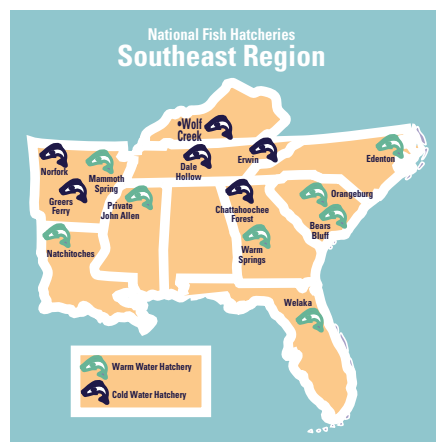 National Fish Hatcheries
Southeast Region
•Wolf
Creek
Norfork
Mammoth
Spring
Dale
Hollow
Erwin
Edenton
Greers
Ferry
Private
John Allen
Chattahoochee
Forest
Orangeburg
Bears
Bluff
Natchitoches
Warm
Springs
Welaka
Warm Water Hatchery
Cold Water Hatchery